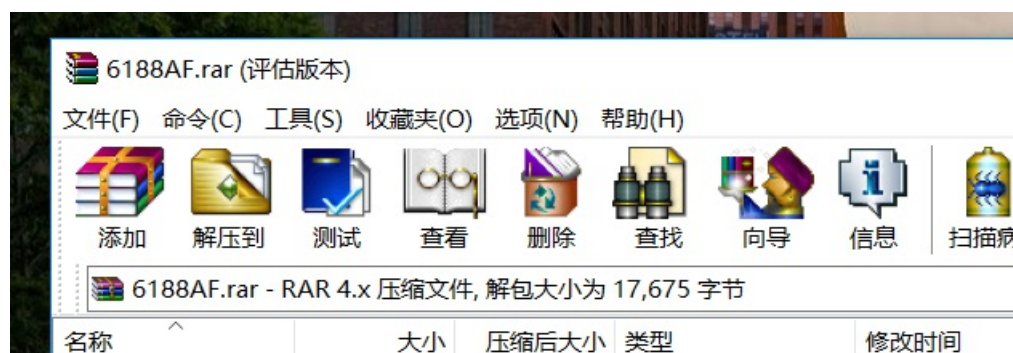 6188AF.rar (评估版本)
文件(F) 命令(C) 工具(S) 收藏夹(O) 选项(N) 帮助(H)
添加 解压到 测试 查看 删除 查找 向导 信息 扫描病
6188AF.rar - RAR 4.x 压缩文件, 解包大小为 17,675 字节
名称 大小 压缩后大小 类型 修改时间